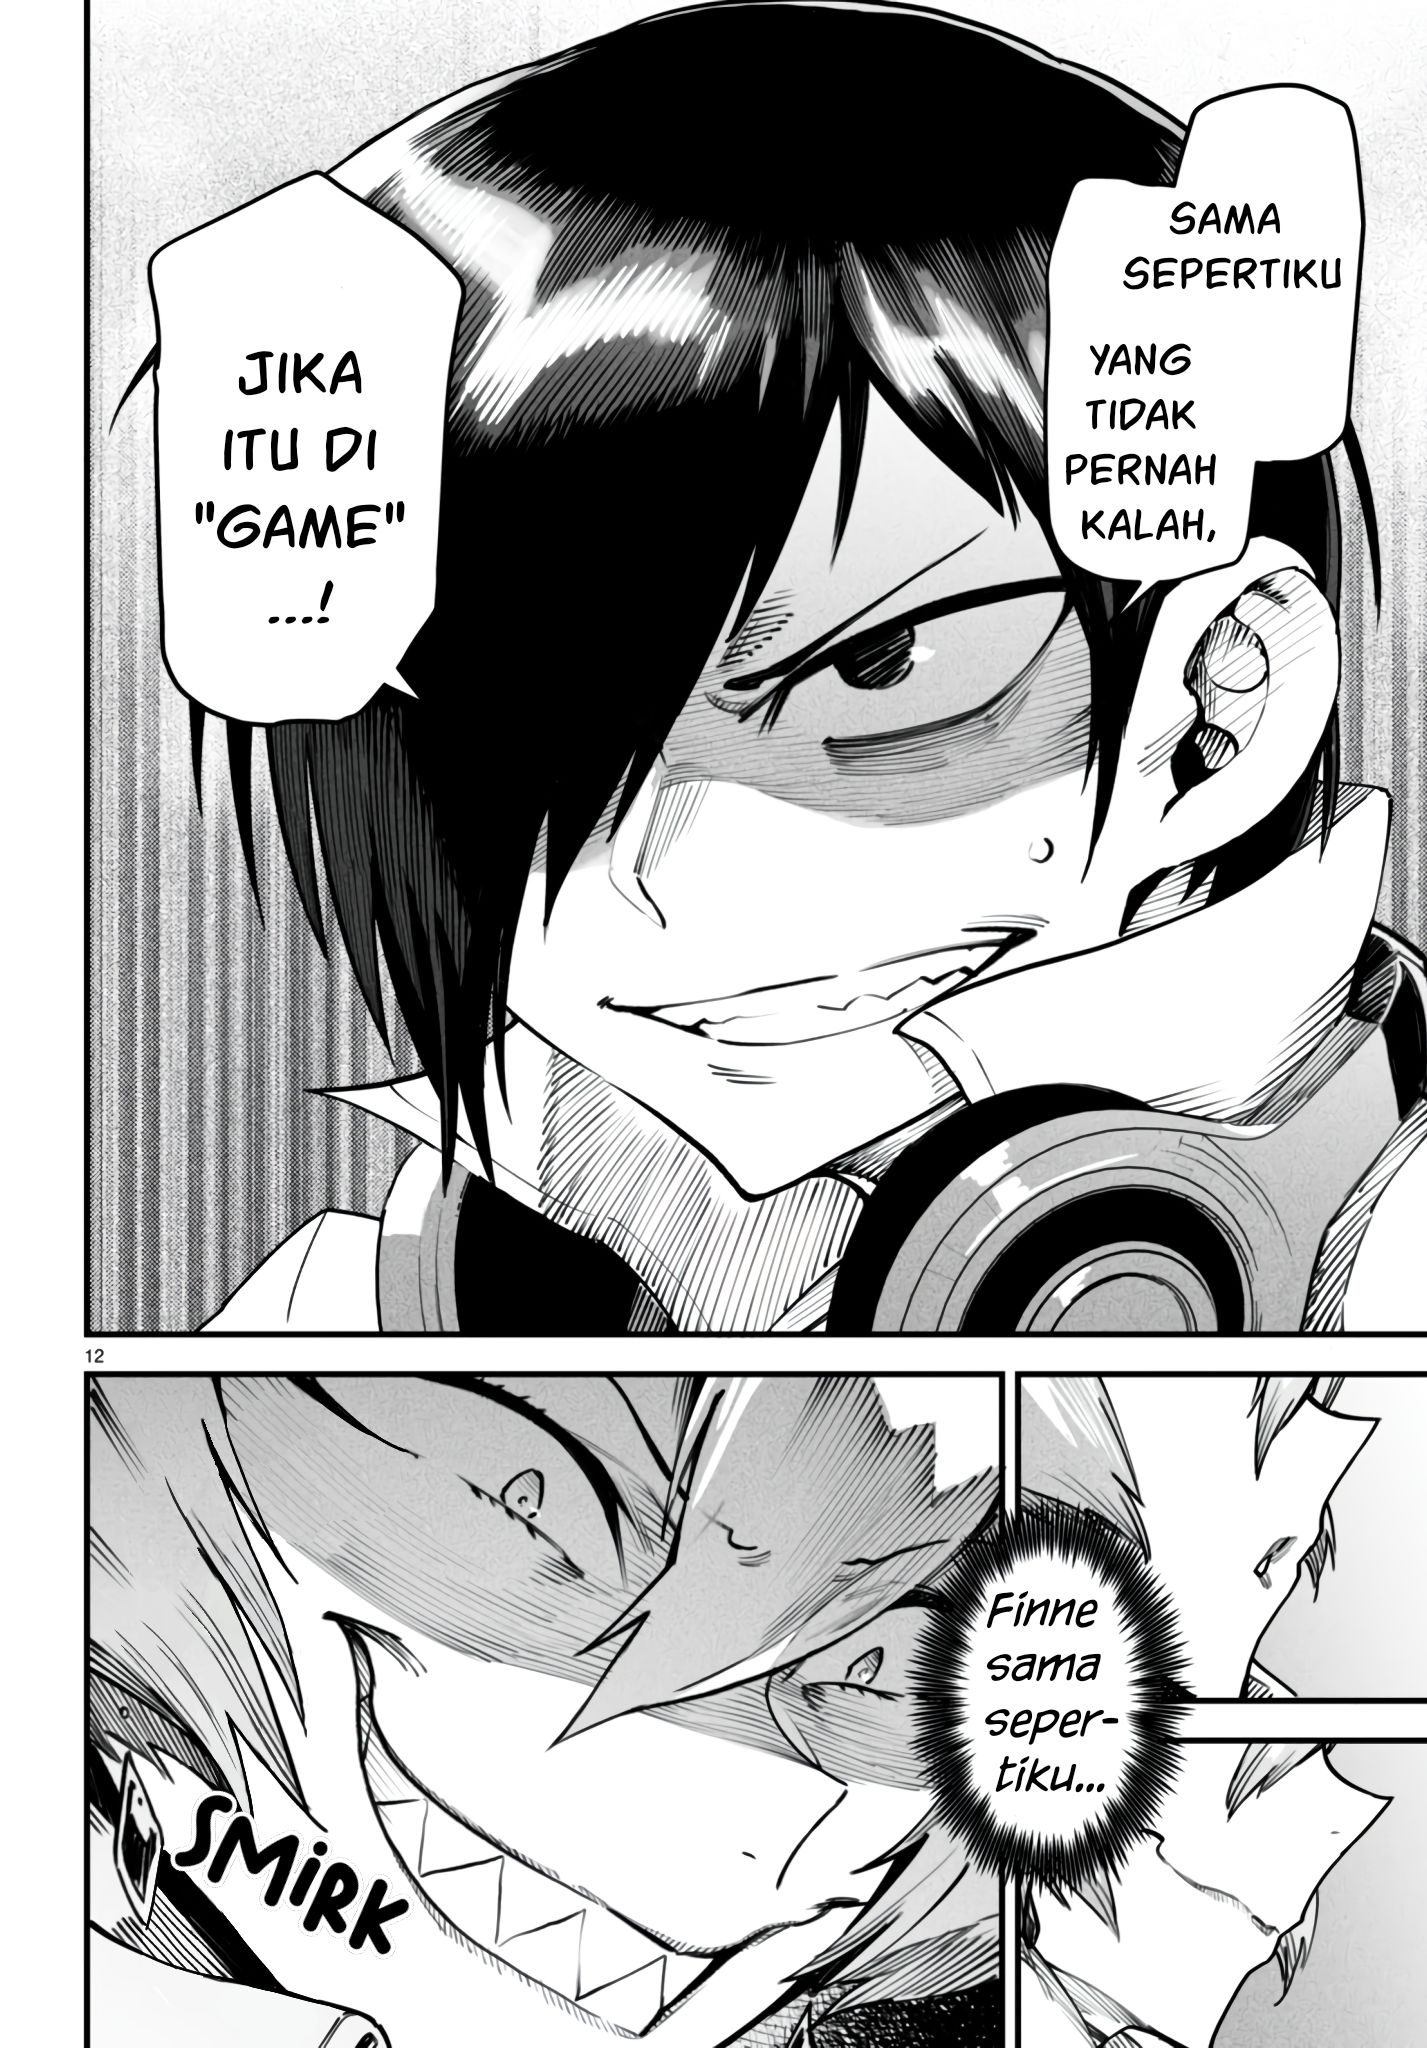 SAMA
SEPERTIKU
YANG
TIDAK
PERNAH
KALAH,
JIKA
ITU DI
"GAME"
....!
12
Finne
sama
seper-
tiku...
SMIRK